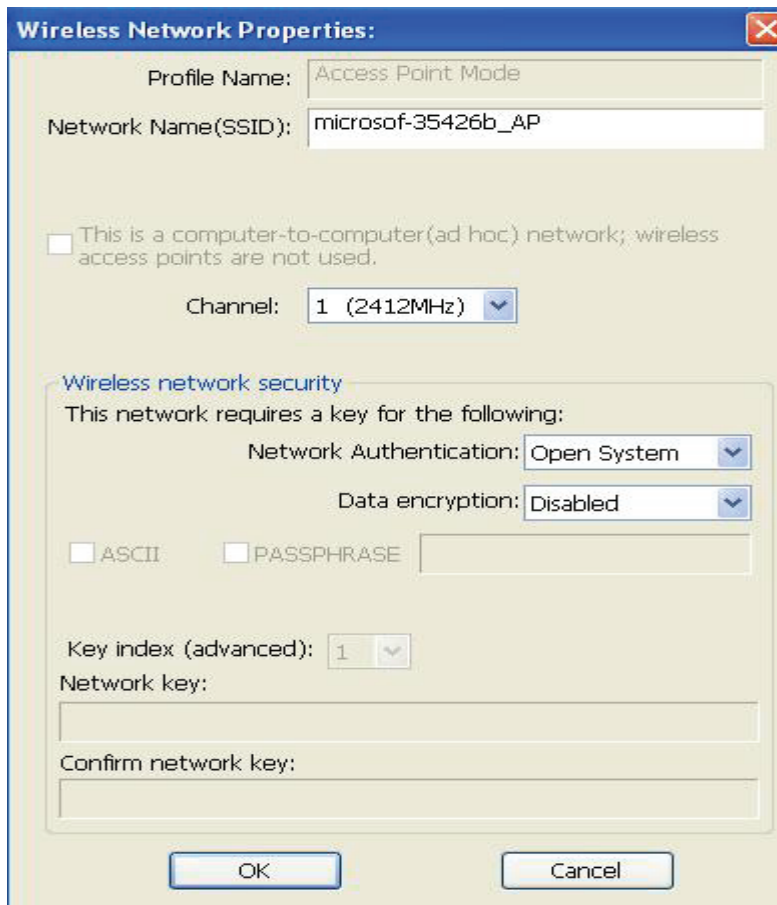 Wireless Network Properties:
Profile Name: Access Point Mode
Network Name(SSID): microsof-35426b_AP
This is a computer-to-computer(ad hoc) network; wireless
access points are not used.
Channel: 1 (2412MHz)
Wireless network security
This network requires a key for the following:
Network Authentication: Open System
Data encryption: Disabled
ASCII PASSPHRASE
Key index (advanced): 1
Network key:
Confirm network key:
OK Cancel